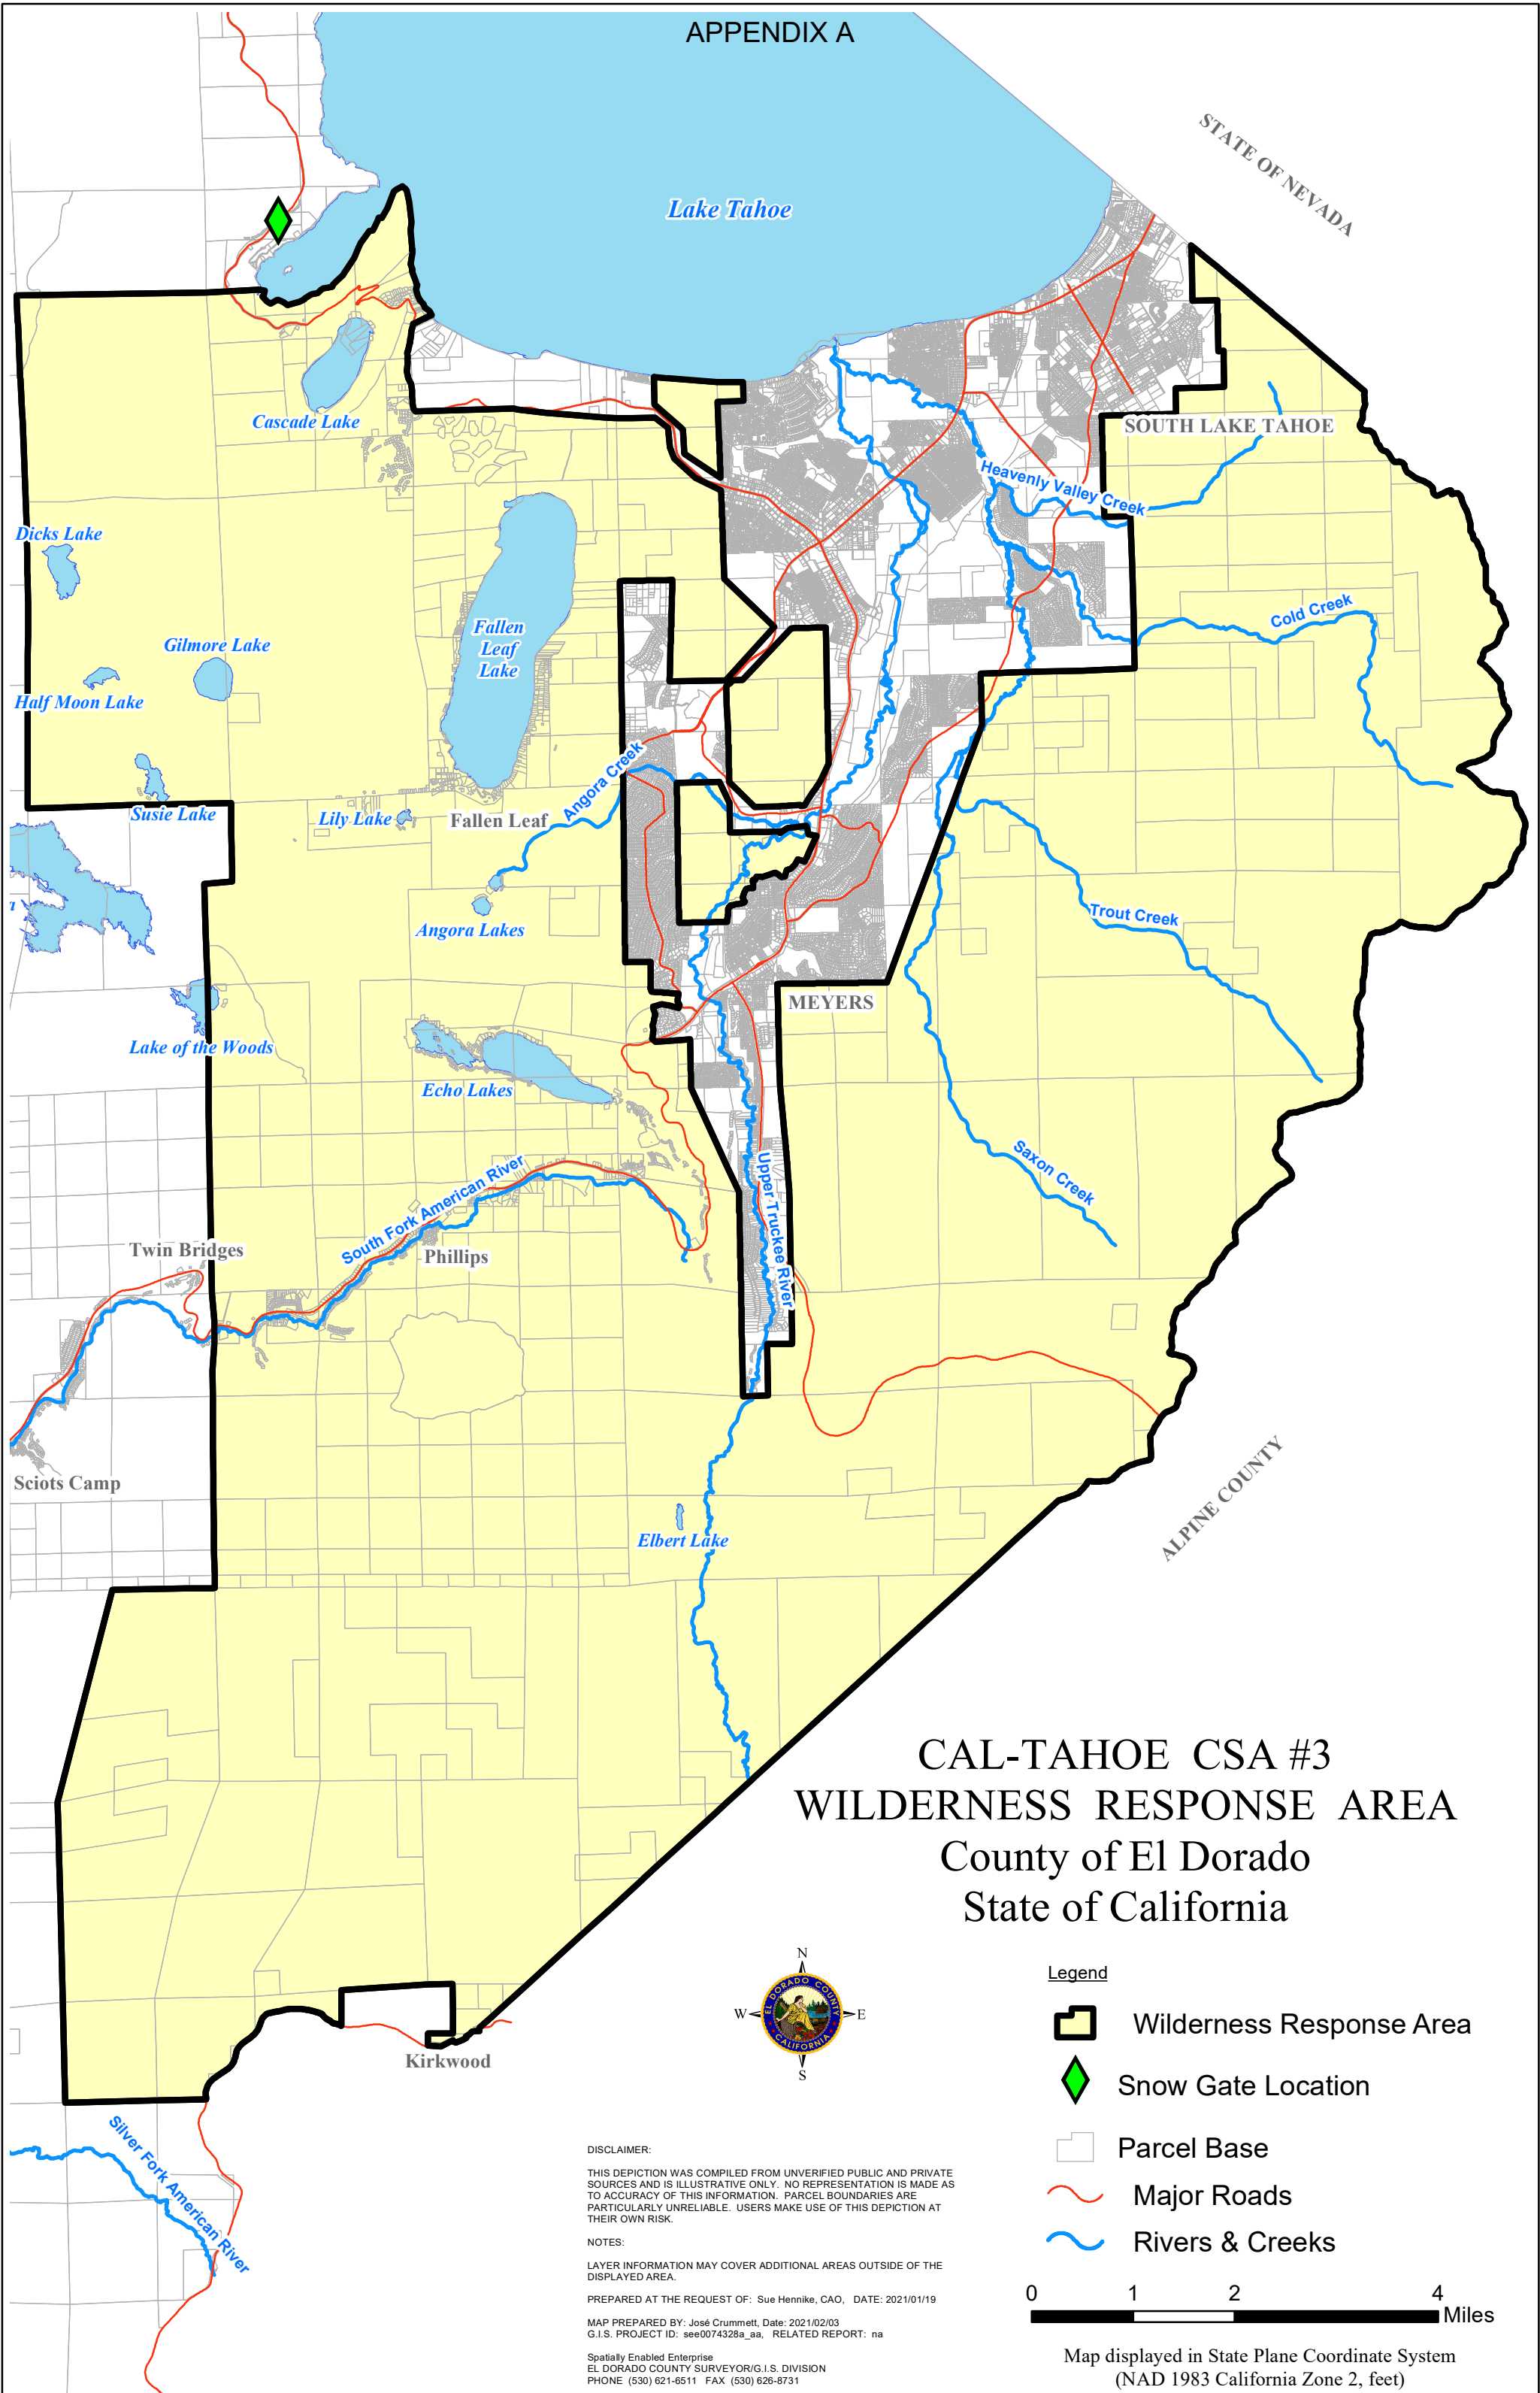 APPENDIX A
STATE OF NEVADA
Lake Tahoe
Cascade Lake
SOUTH LAKE TAHOE
Heavenly Valley Creek
Dicks Lake
Cold Creek
Fallen
Leaf
Lake
Gilmore Lake
Half Moon Lake
Angora Creek
Susie Lake
Lily Lake
Fallen Leaf
Trout Creek
Angora Lakes
MEYERS
Lake of the Woods
Echo Lakes
Saxon Creek
Upper Truckee River
South Fork American River
Twin Bridges
Phillips
Sciots Camp
ALPINE COUNTY
Elbert Lake
CAL-TAHOE CSA #3
WILDERNESS RESPONSE AREA
County of El Dorado
State of California
N
W
E
S
EL DORADO COUNTY
CALIFORNIA
Kirkwood
Silver Fork American River
Legend
Wilderness Response Area
Snow Gate Location
Parcel Base
Major Roads
Rivers & Creeks
0 1 2 4
Miles
Map displayed in State Plane Coordinate System
(NAD 1983 California Zone 2, feet)
DISCLAIMER:
THIS DEPICTION WAS COMPILED FROM UNVERIFIED PUBLIC AND PRIVATE
SOURCES AND IS ILLUSTRATIVE ONLY. NO REPRESENTATION IS MADE AS
TO ACCURACY OF THIS INFORMATION. PARCEL BOUNDARIES ARE
PARTICULARLY UNRELIABLE. USERS MAKE USE OF THIS DEPICTION AT
THEIR OWN RISK.
NOTES:
LAYER INFORMATION MAY COVER ADDITIONAL AREAS OUTSIDE OF THE
DISPLAYED AREA.
PREPARED AT THE REQUEST OF: Sue Hennike, CAO, DATE: 2021/01/19
MAP PREPARED BY: José Crummett, Date: 2021/02/03
G.I.S. PROJECT ID: see0074328a_aa, RELATED REPORT: na
Spatially Enabled Enterprise
EL DORADO COUNTY SURVEYOR/G.I.S. DIVISION
PHONE (530) 621-6511 FAX (530) 626-8731